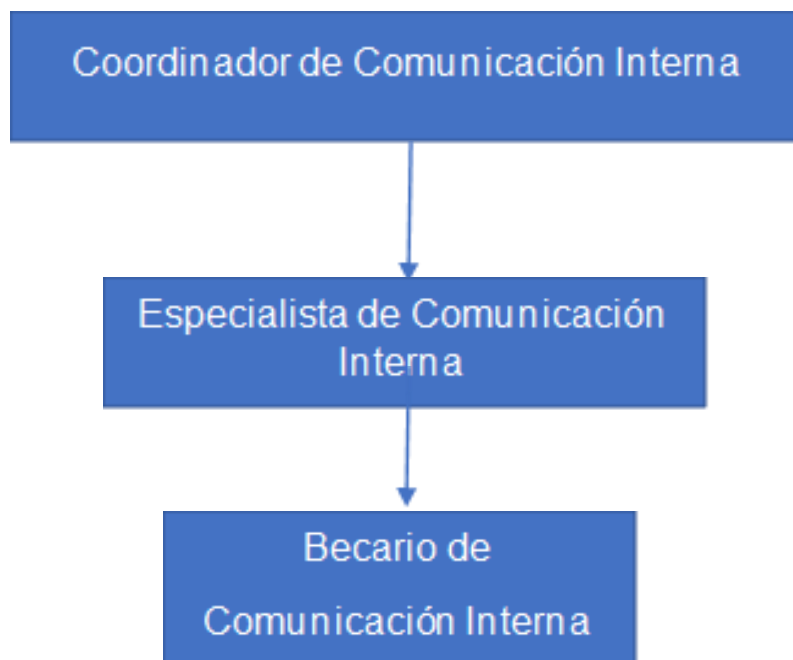 Coordinador de Comunicación Interna
Especialista de Comunicación
Interna
Becario de
Comunicación Interna